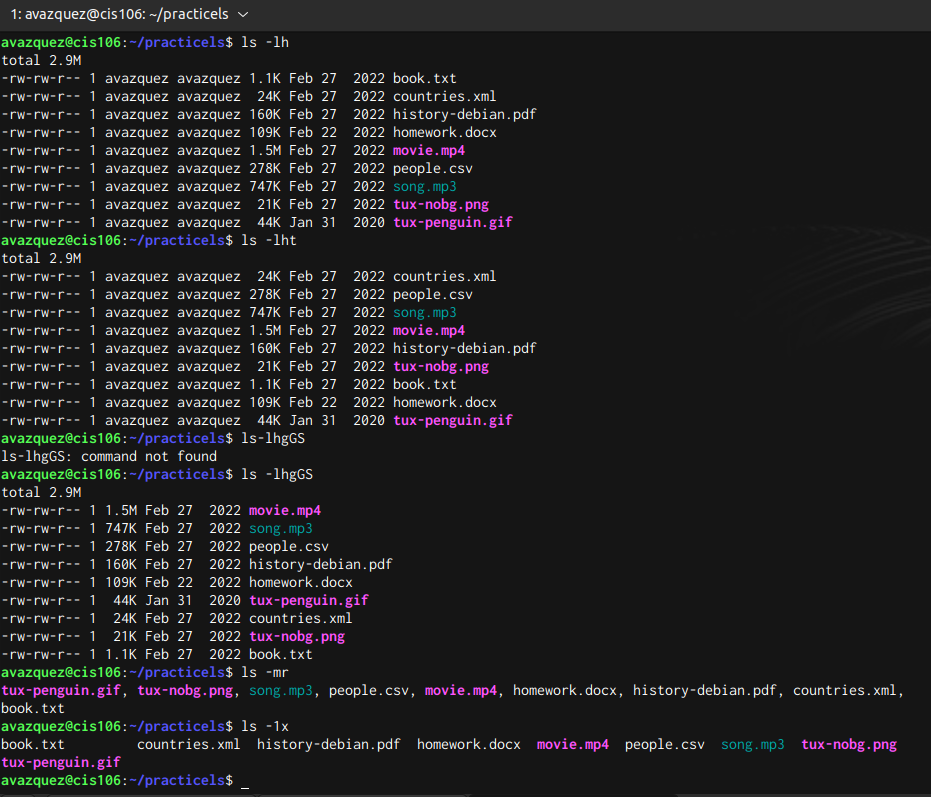 1: avazquez@cis106: ~/practicels
avazquez@cis106:~/practicels$ ls -lh
total 2.9M
-rw-rw-r-- 1 avazquez avazquez 1.1K Feb 27  2022 book.txt
-rw-rw-r-- 1 avazquez avazquez  24K Feb 27  2022 countries.xml
-rw-rw-r-- 1 avazquez avazquez 160K Feb 27  2022 history-debian.pdf
-rw-rw-r-- 1 avazquez avazquez 109K Feb 22  2022 homework.docx
-rw-rw-r-- 1 avazquez avazquez 1.5M Feb 27  2022 movie.mp4
-rw-rw-r-- 1 avazquez avazquez 278K Feb 27  2022 people.csv
-rw-rw-r-- 1 avazquez avazquez 747K Feb 27  2022 song.mp3
-rw-rw-r-- 1 avazquez avazquez  21K Feb 27  2022 tux-nobg.png
-rw-rw-r-- 1 avazquez avazquez  44K Jan 31  2020 tux-penguin.gif
avazquez@cis106:~/practicels$ ls -lht
total 2.9M
-rw-rw-r-- 1 avazquez avazquez  24K Feb 27  2022 countries.xml
-rw-rw-r-- 1 avazquez avazquez 278K Feb 27  2022 people.csv
-rw-rw-r-- 1 avazquez avazquez 747K Feb 27  2022 song.mp3
-rw-rw-r-- 1 avazquez avazquez 1.5M Feb 27  2022 movie.mp4
-rw-rw-r-- 1 avazquez avazquez 160K Feb 27  2022 history-debian.pdf
-rw-rw-r-- 1 avazquez avazquez  21K Feb 27  2022 tux-nobg.png
-rw-rw-r-- 1 avazquez avazquez 1.1K Feb 27  2022 book.txt
-rw-rw-r-- 1 avazquez avazquez 109K Feb 22  2022 homework.docx
-rw-rw-r-- 1 avazquez avazquez  44K Jan 31  2020 tux-penguin.gif
avazquez@cis106:~/practicels$ ls-lhgGS
ls-lhgGS: command not found
avazquez@cis106:~/practicels$ ls -lhgGS
total 2.9M
-rw-rw-r-- 1 1.5M Feb 27  2022 movie.mp4
-rw-rw-r-- 1 747K Feb 27  2022 song.mp3
-rw-rw-r-- 1 278K Feb 27  2022 people.csv
-rw-rw-r-- 1 160K Feb 27  2022 history-debian.pdf
-rw-rw-r-- 1 109K Feb 22  2022 homework.docx
-rw-rw-r-- 1  44K Jan 31  2020 tux-penguin.gif
-rw-rw-r-- 1  24K Feb 27  2022 countries.xml
-rw-rw-r-- 1  21K Feb 27  2022 tux-nobg.png
-rw-rw-r-- 1 1.1K Feb 27  2022 book.txt
avazquez@cis106:~/practicels$ ls -mr
tux-penguin.gif, tux-nobg.png, song.mp3, people.csv, movie.mp4, homework.docx, history-debian.pdf, countries.xml,
book.txt
avazquez@cis106:~/practicels$ ls -1x
book.txt         countries.xml  history-debian.pdf  homework.docx  movie.mp4  people.csv  song.mp3  tux-nobg.png
tux-penguin.gif
avazquez@cis106:~/practicels$ _